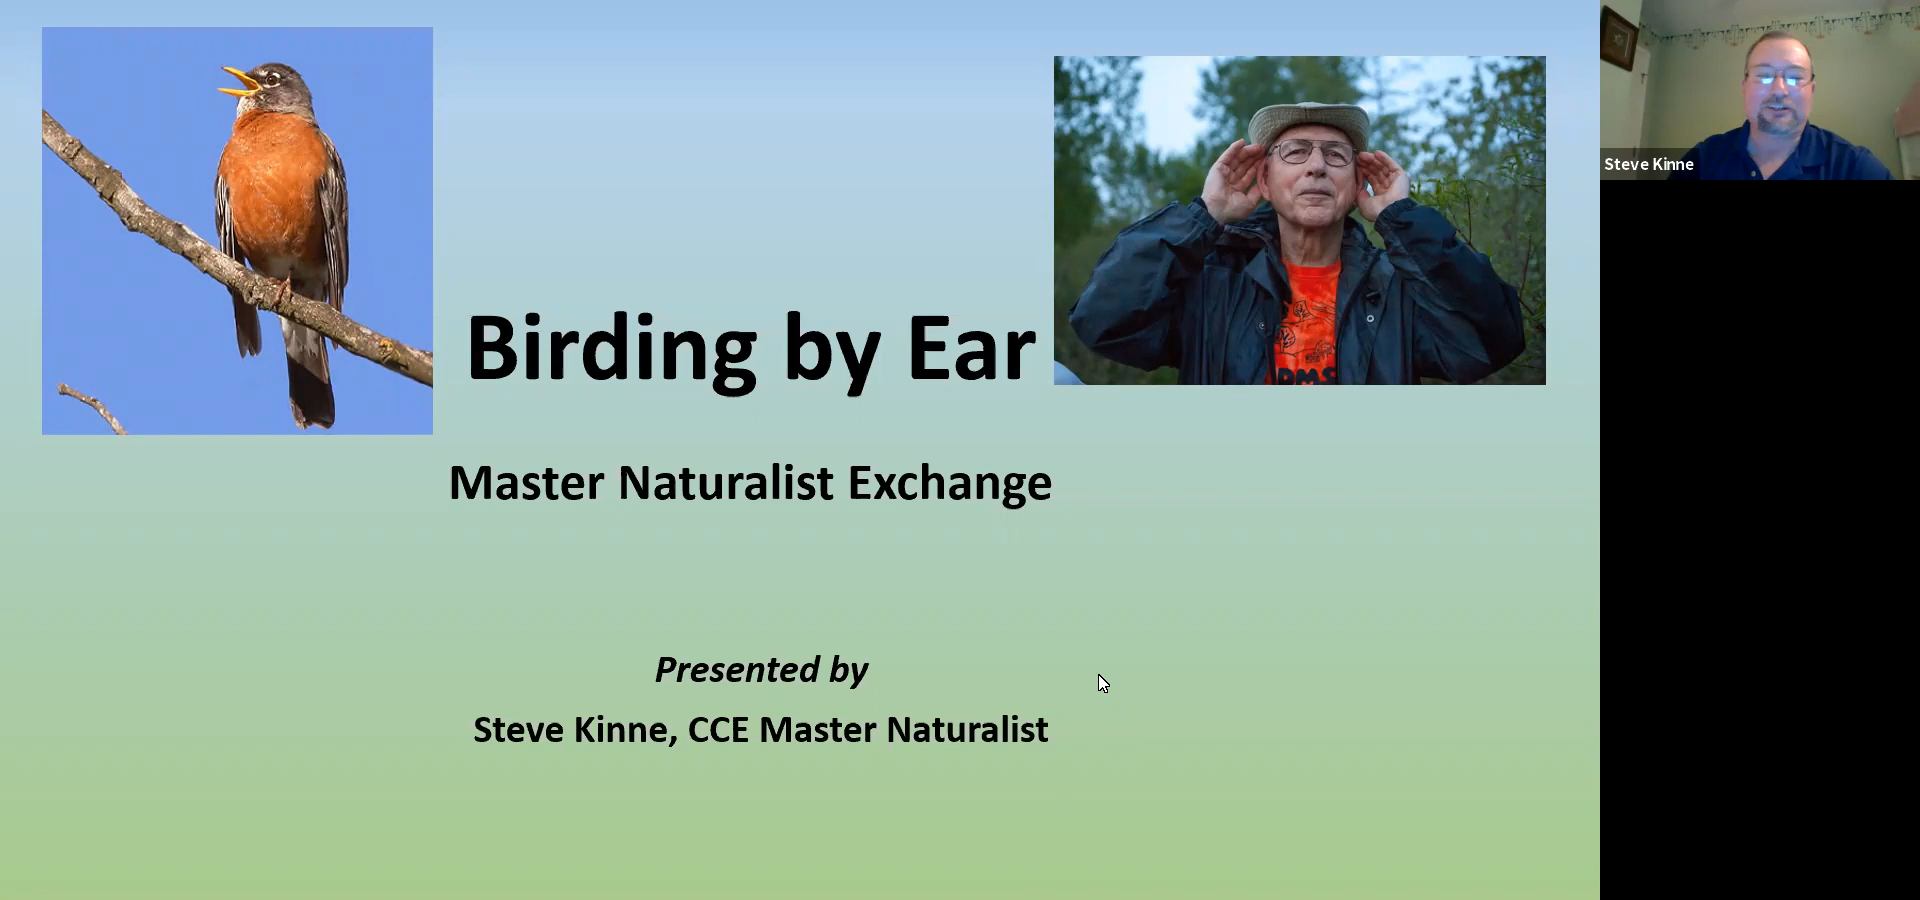 Birding by Ear
Master Naturalist Exchange
Presented by
Steve Kinne, CCE Master Naturalist
Steve Kinne